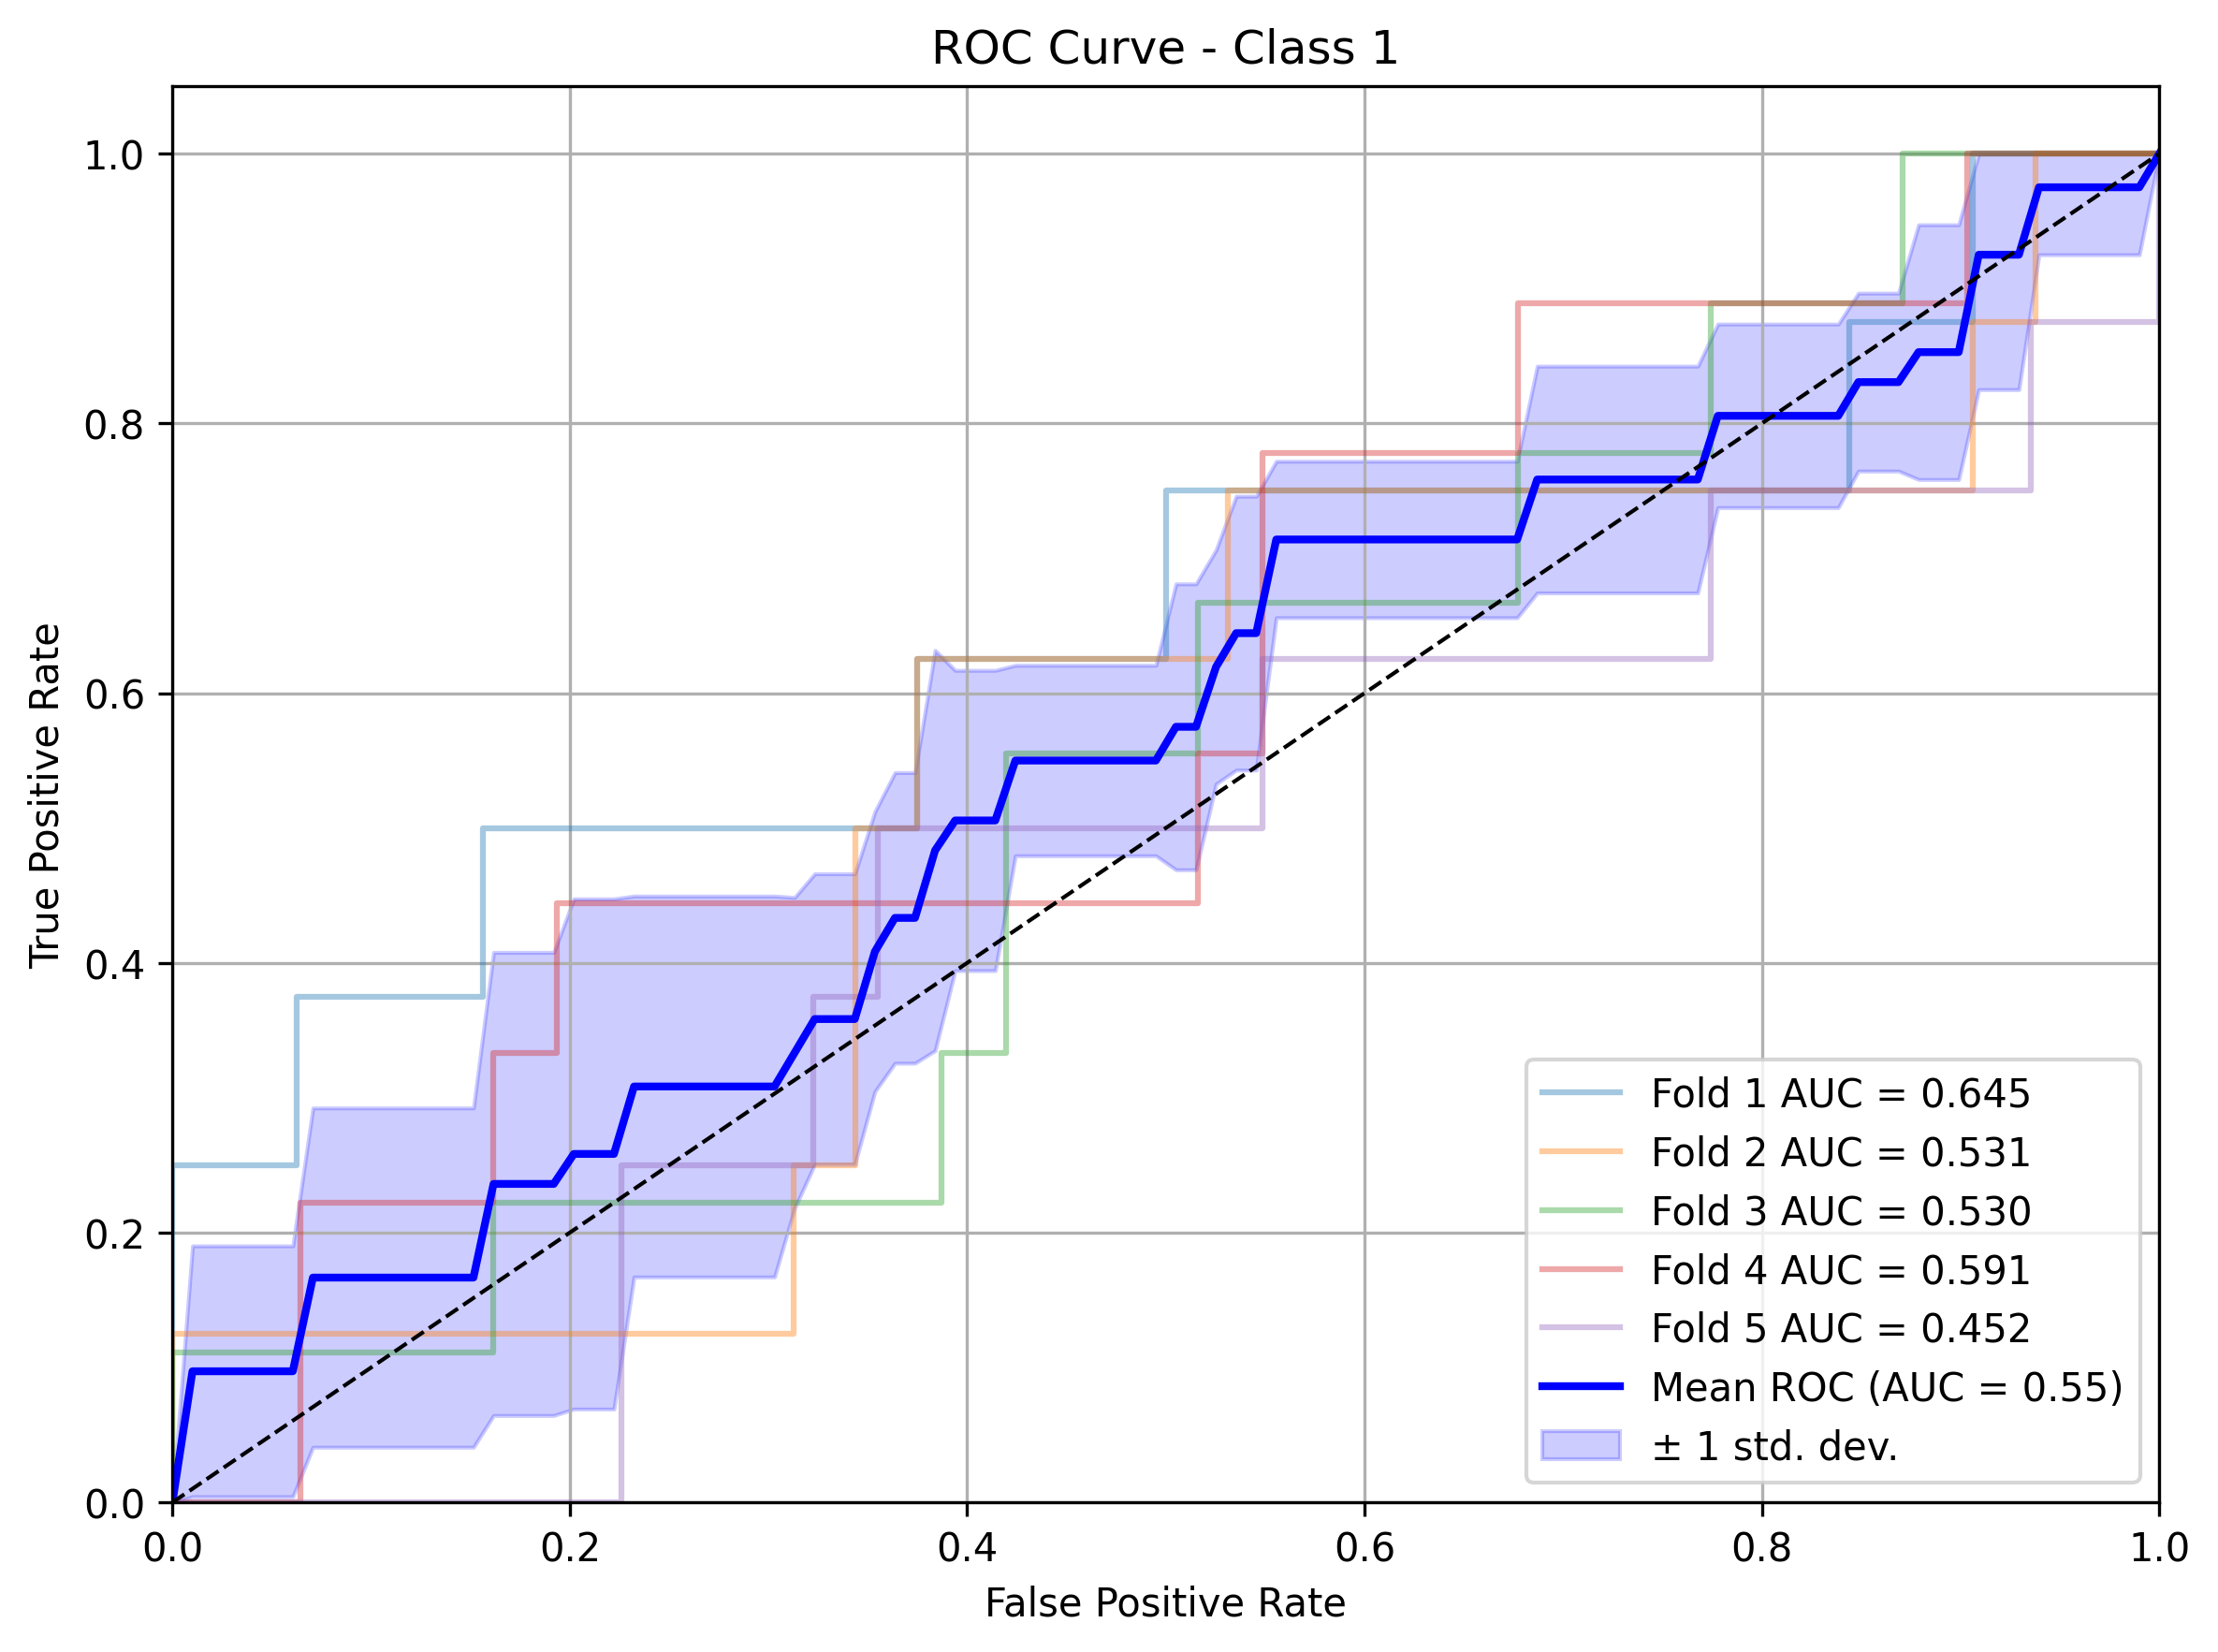 ROC Curve - Class 1
True Positive Rate
1.0
0.8
0.6
0.4
0.2
0.0
0.0 0.2 0.4 0.6 0.8 1.0
False Positive Rate
Fold 1 AUC = 0.645
Fold 2 AUC = 0.531
Fold 3 AUC = 0.530
Fold 4 AUC = 0.591
Fold 5 AUC = 0.452
Mean ROC (AUC = 0.55)
± 1 std. dev.